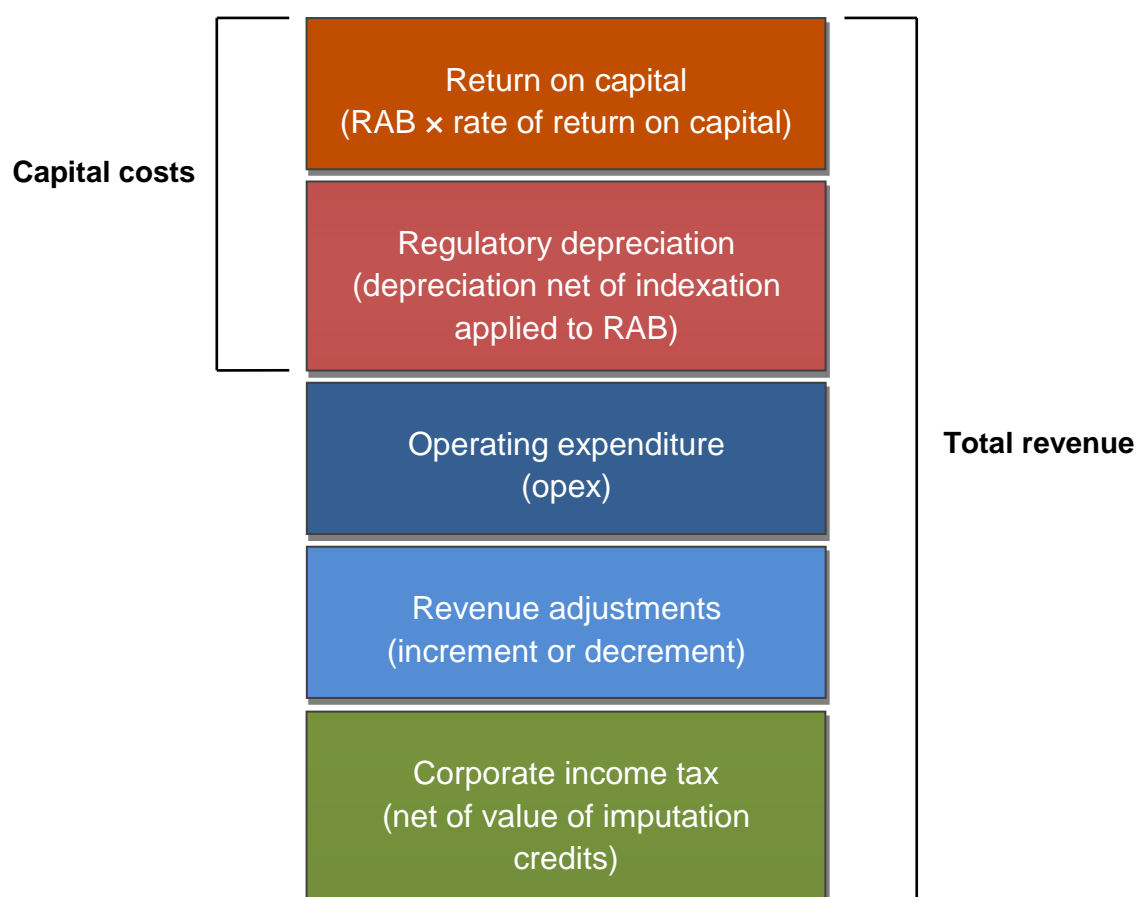 Return on capital
(RAB × rate of return on capital)
Capital costs
Regulatory depreciation
(depreciation net of indexation
applied to RAB)
Operating expenditure
(opex)
Total revenue
Revenue adjustments
(increment or decrement)
Corporate income tax
(net of value of imputation
credits)